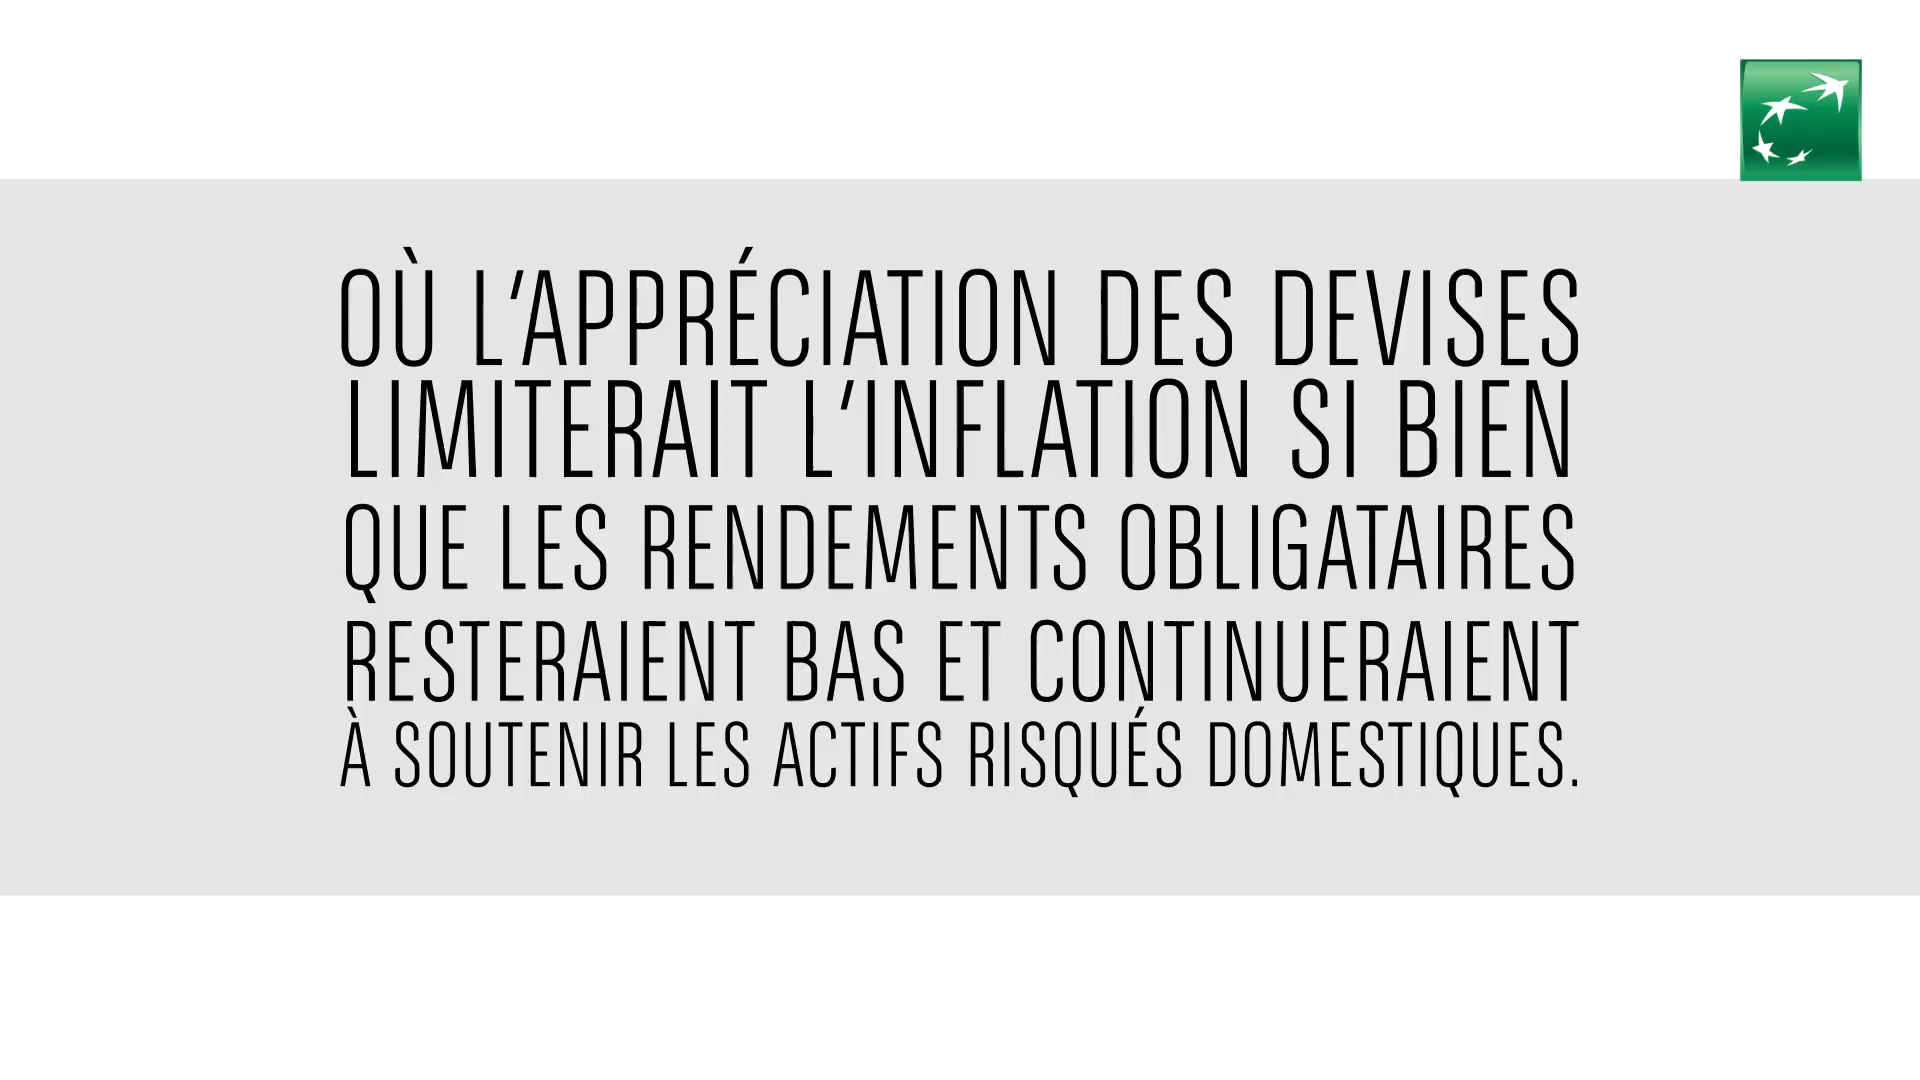 OÙ L'APPRÉCIATION DES DEVISES
LIMITERAIT L'INFLATION SI BIEN
QUE LES RENDEMENTS OBLIGATAIRES
RESTERAIENT BAS ET CONTINUERAIENT
À SOUTENIR LES ACTIFS RISQUÉS DOMESTIQUES.